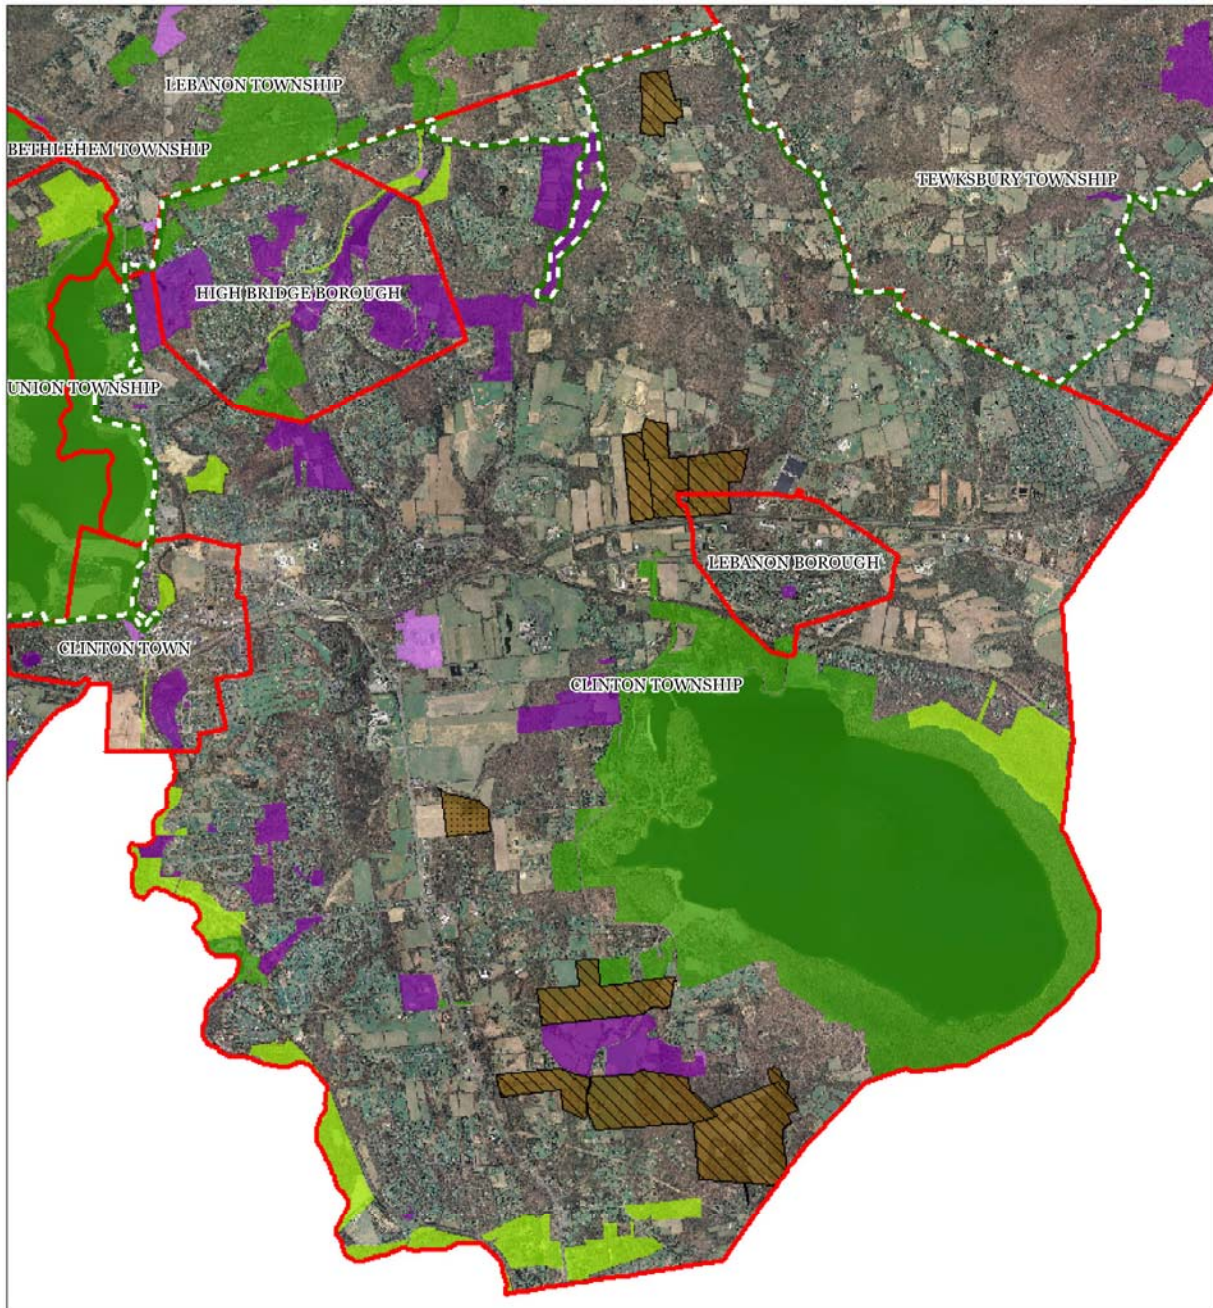 LEBANON TOWNSHIP
BETHLEHEM TOWNSHIP
TEWKSBURY TOWNSHIP
HIGH BRIDGE BOROUGH
UNION TOWNSHIP
LEBANON BOROUGH
CLINTON TOWN
CLINTON TOWNSHIP